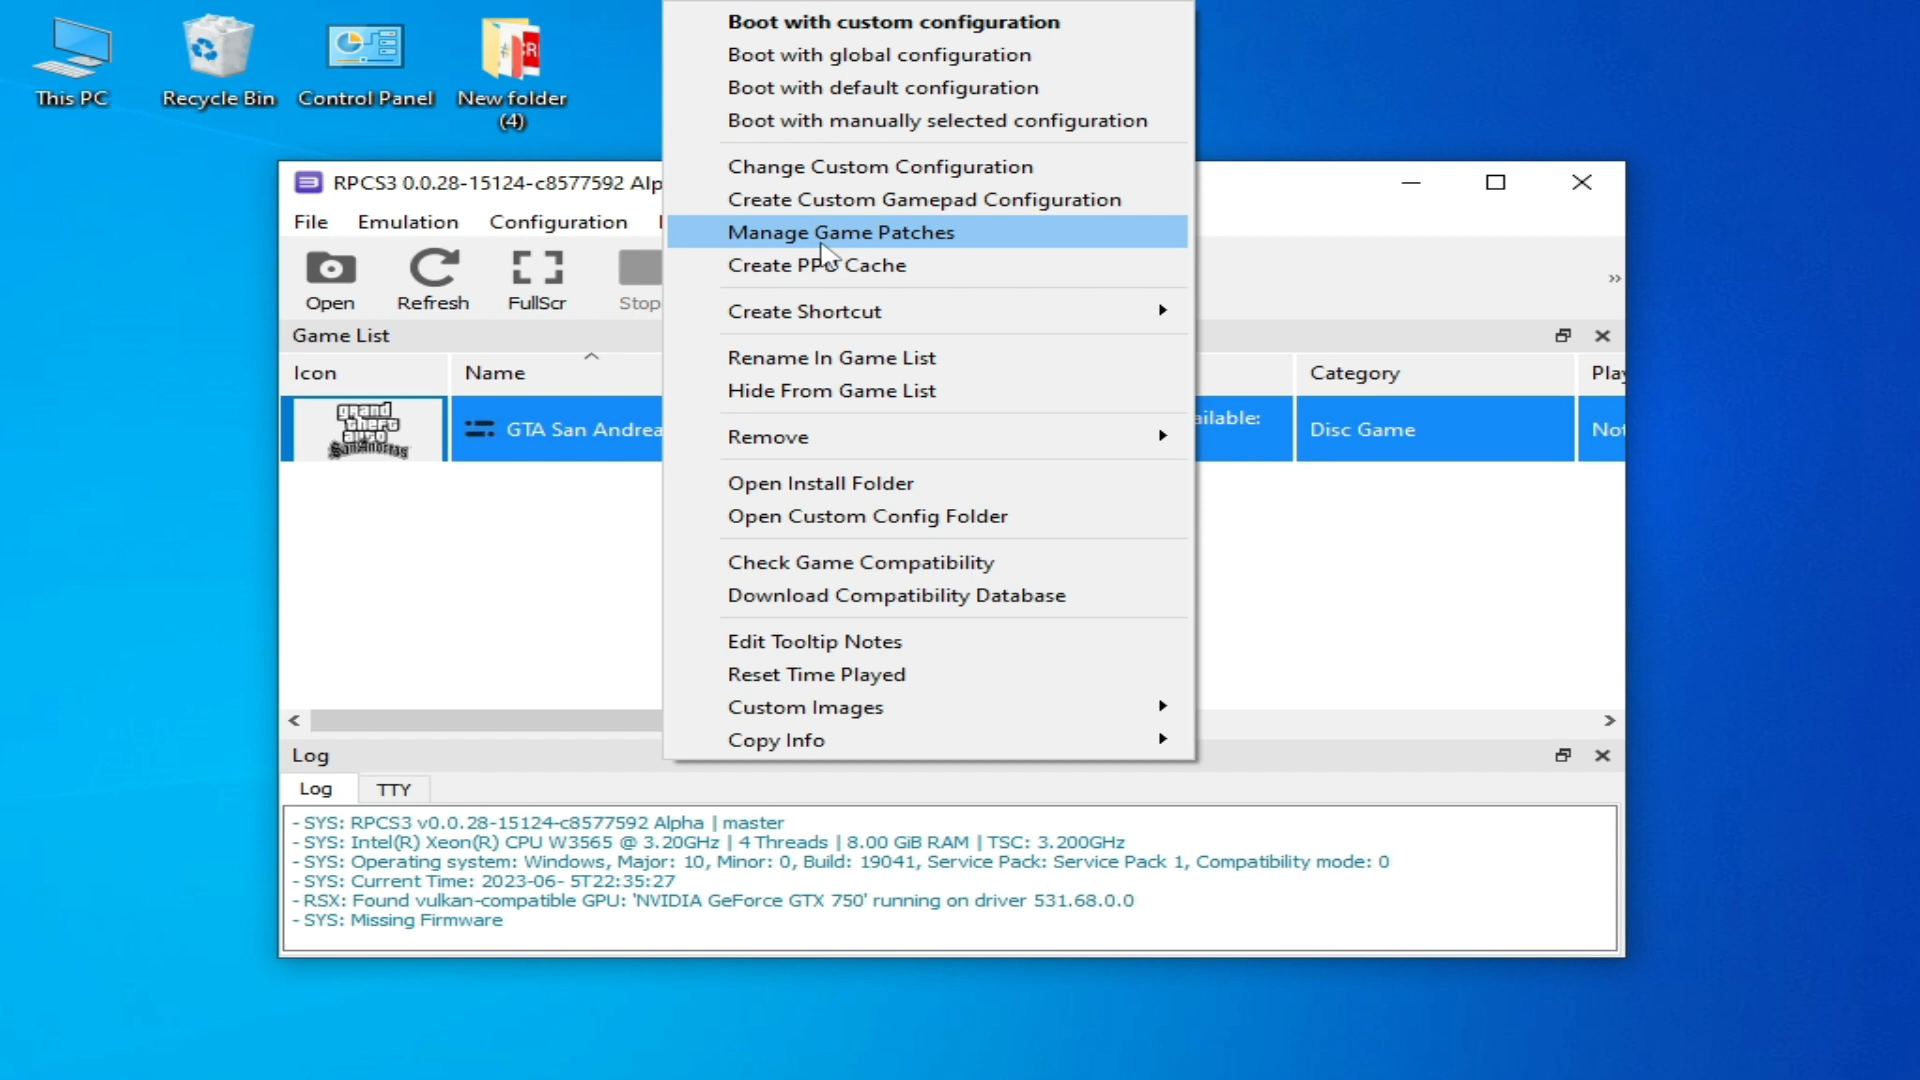 This PC
Recycle Bin
Control Panel
New folder
(4)
RPCS3 0.0.28-15124-c8577592 Alp
File Emulation Configuration
Open Refresh FullScr Stop
»
Game List
Icon Name Category Play
grand
theft
auto
SanAndreas
GTA San Andrea
ailable:
Disc Game
Not
Boot with custom configuration
Boot with global configuration
Boot with default configuration
Boot with manually selected configuration
Change Custom Configuration
Create Custom Gamepad Configuration
Manage Game Patches
Create PPU Cache
Create Shortcut
Rename In Game List
Hide From Game List
Remove
Open Install Folder
Open Custom Config Folder
Check Game Compatibility
Download Compatibility Database
Edit Tooltip Notes
Reset Time Played
Custom Images
Copy Info
Log
Log TTY
- SYS: RPCS3 v0.0.28-15124-c8577592 Alpha | master
- SYS: Intel(R) Xeon(R) CPU W3565 @ 3.20GHz | 4 Threads | 8.00 GiB RAM | TSC: 3.200GHz
- SYS: Operating system: Windows, Major: 10, Minor: 0, Build: 19041, Service Pack: Service Pack 1, Compatibility mode: 0
- SYS: Current Time: 2023-06- 5T22:35:27
- RSX: Found vulkan-compatible GPU: 'NVIDIA GeForce GTX 750' running on driver 531.68.0.0
- SYS: Missing Firmware